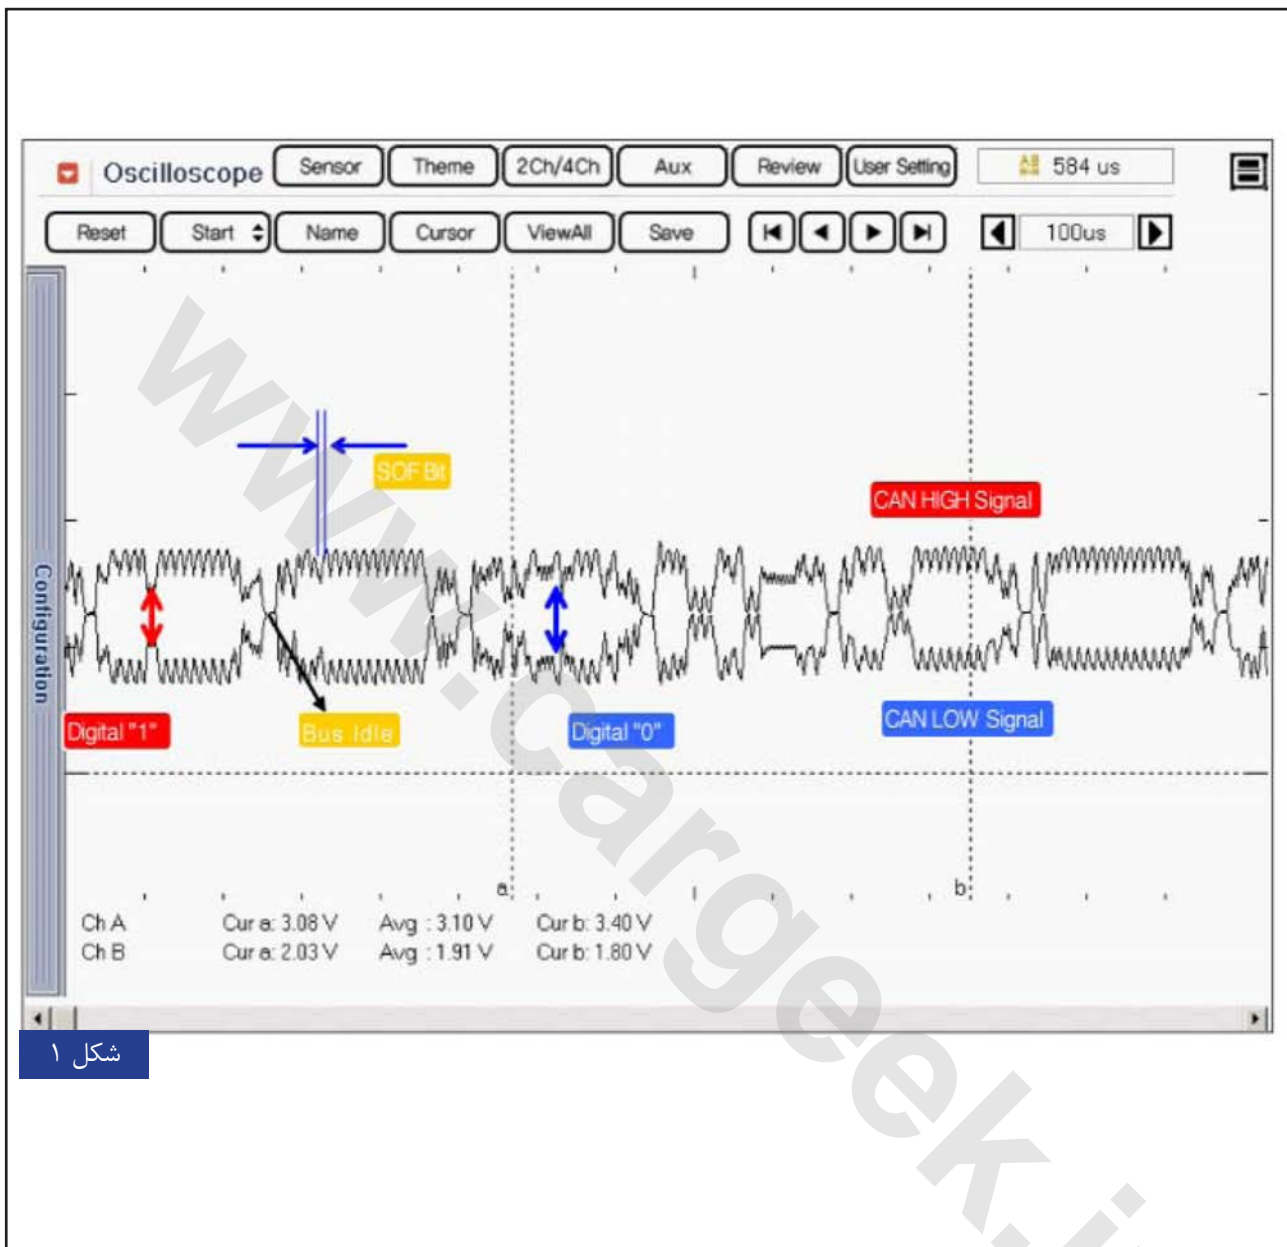 Oscilloscope Sensor Theme 2Ch/4Ch Aux Review User Setting 584 us
Reset Start Name Cursor ViewAll Save 100us
Configuration
SOF Bit
CAN HIGH Signal
Digital "1"
Bus Idle
Digital "0"
CAN LOW Signal
a b
Ch A Cur a: 3.08 V Avg : 3.10 V Cur b: 3.40 V
Ch B Cur a: 2.03 V Avg : 1.91 V Cur b: 1.80 V
شکل ۱
www.cargeek.i